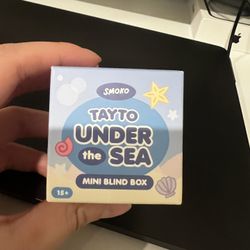 SMOKO
TAYTO
UNDER
the SEA
MINI BLIND BOX
15+